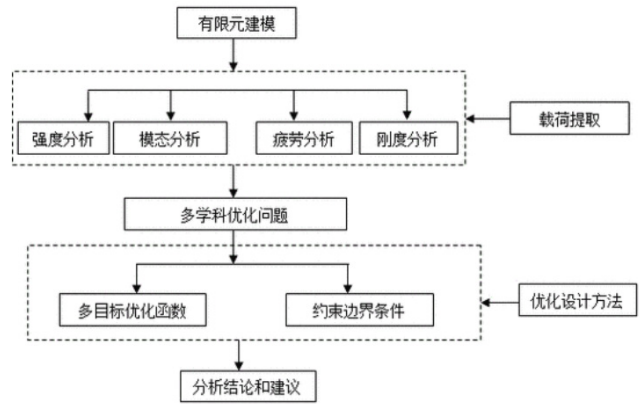 有限元建模
强度分析
模态分析
疲劳分析
刚度分析
载荷提取
多学科优化问题
多目标优化函数
约束边界条件
优化设计方法
分析结论和建议